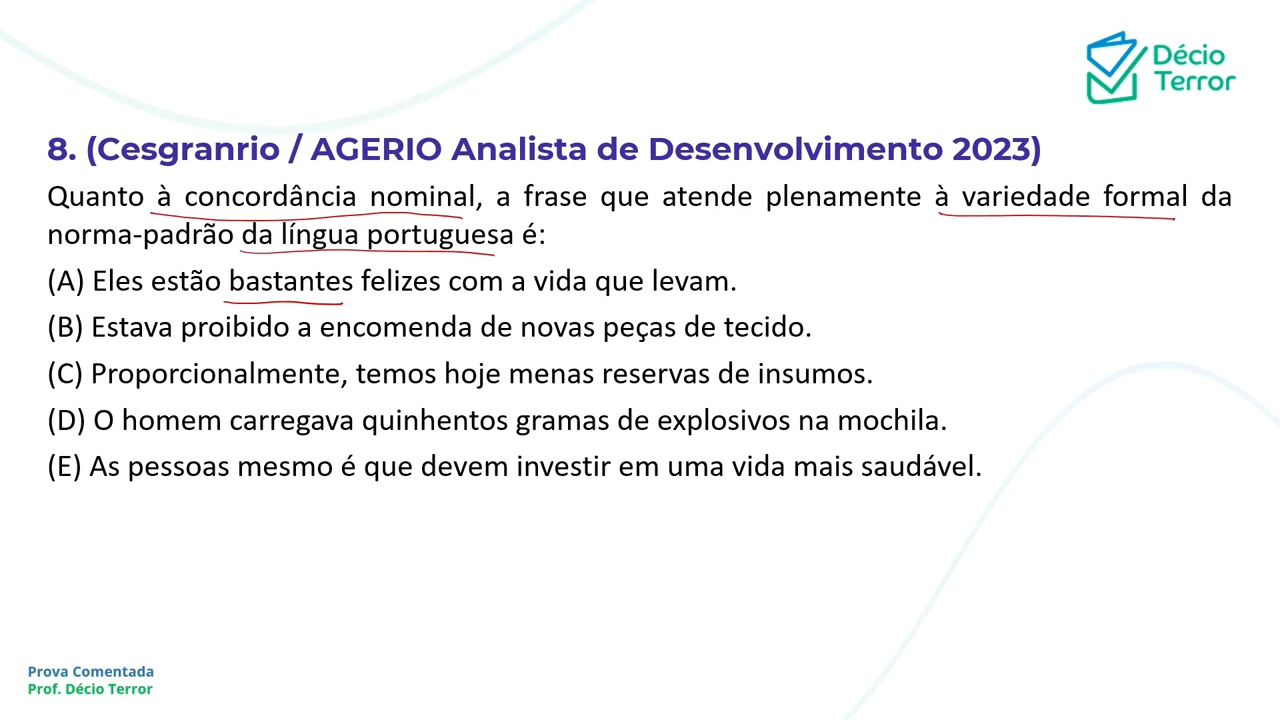 Décio
Terror
8. (Cesgranrio / AGERIO Analista de Desenvolvimento 2023)
Quanto à concordância nominal, a frase que atende plenamente à variedade formal da
norma-padrão da língua portuguesa é:
(A) Eles estão bastantes felizes com a vida que levam.
(B) Estava proibido a encomenda de novas peças de tecido.
(C) Proporcionalmente, temos hoje menas reservas de insumos.
(D) O homem carregava quinhentos gramas de explosivos na mochila.
(E) As pessoas mesmo é que devem investir em uma vida mais saudável.
Prova Comentada
Prof. Décio Terror